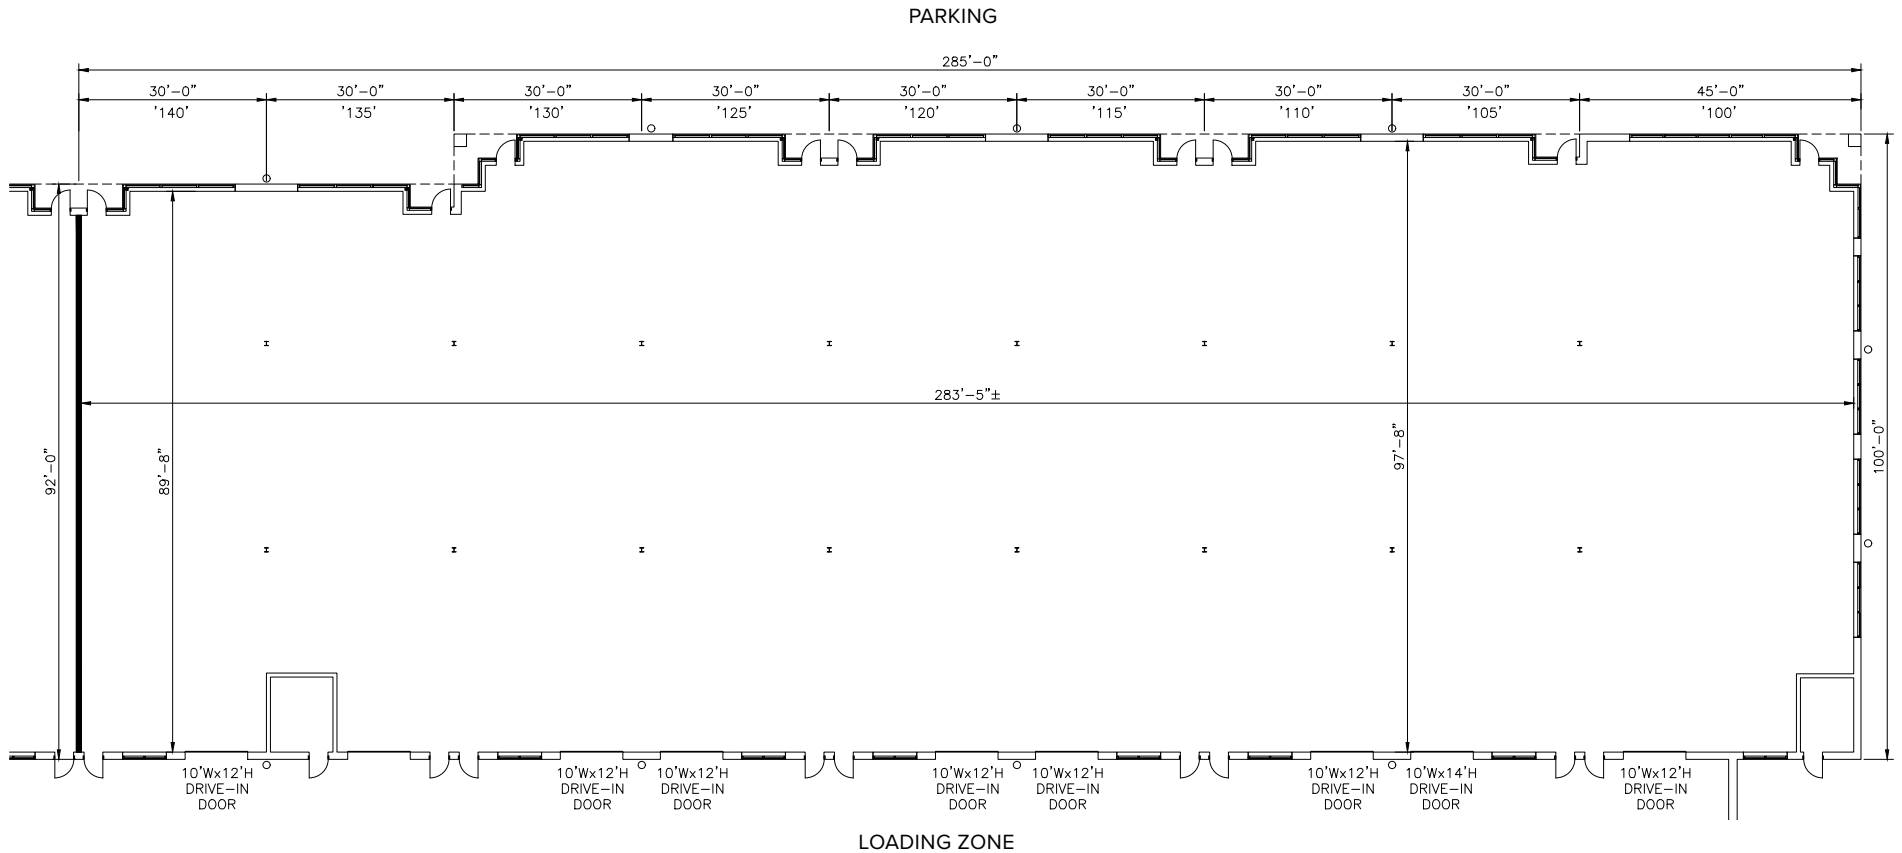 PARKING
285'-0"
30'-0" 30'-0" 30'-0" 30'-0" 30'-0" 30'-0" 30'-0" 30'-0" 45'-0"
'140' '135' '130' '125' '120' '115' '110' '105' '100'
283'-5"±
92'-0"
89'-8"
97'-8"
100'-0"
10'Wx12'H 10'Wx12'H 10'Wx12'H 10'Wx12'H 10'Wx12'H 10'Wx12'H 10'Wx14'H 10'Wx12'H
DRIVE-IN DRIVE-IN DRIVE-IN DRIVE-IN DRIVE-IN DRIVE-IN DRIVE-IN DRIVE-IN
DOOR DOOR DOOR DOOR DOOR DOOR DOOR DOOR
LOADING ZONE